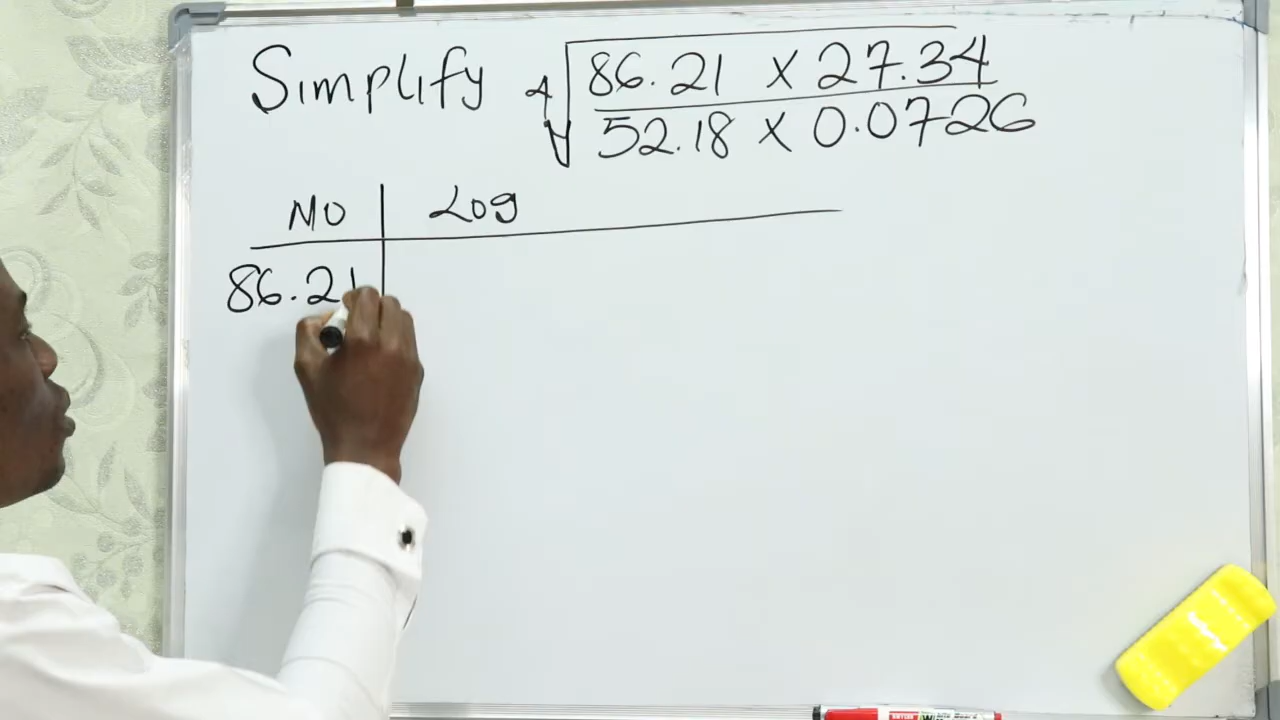 Simplify 4√ 86.21 X 27.34
52.18 X 0.0726
NO Log
86.21